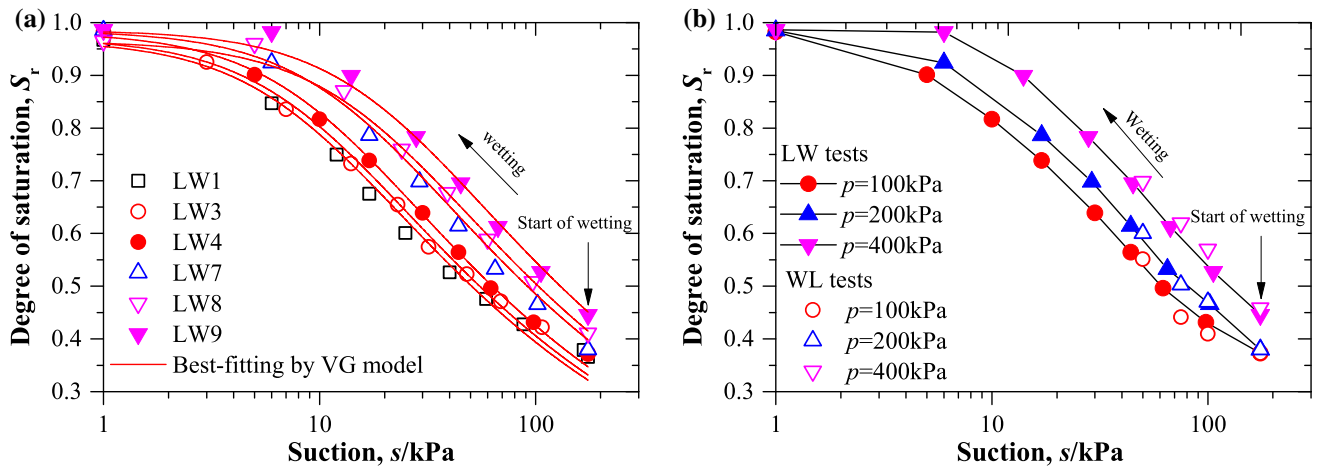 (a)
Degree of saturation, Sr
1.0
0.9
0.8
0.7
0.6
0.5
0.4
0.3
LW1
LW3
LW4
LW7
LW8
LW9
Best-fitting by VG model
wetting
Start of wetting
1 10 100
Suction, s/kPa
(b)
Degree of saturation, Sr
1.0
0.9
0.8
0.7
0.6
0.5
0.4
0.3
LW tests
p=100kPa
p=200kPa
p=400kPa
WL tests
p=100kPa
p=200kPa
p=400kPa
Wetting
Start of wetting
1 10 100
Suction, s/kPa